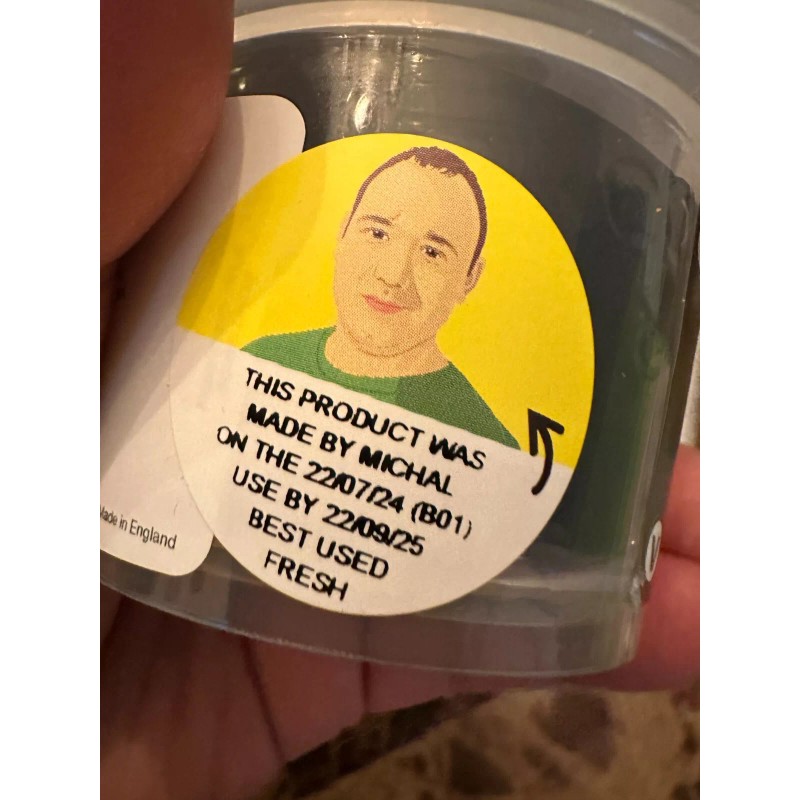 THIS PRODUCT WAS
MADE BY MICHAL
ON THE 22/07/24 (B01)
USE BY 22/09/25
BEST USED
FRESH
Made in England